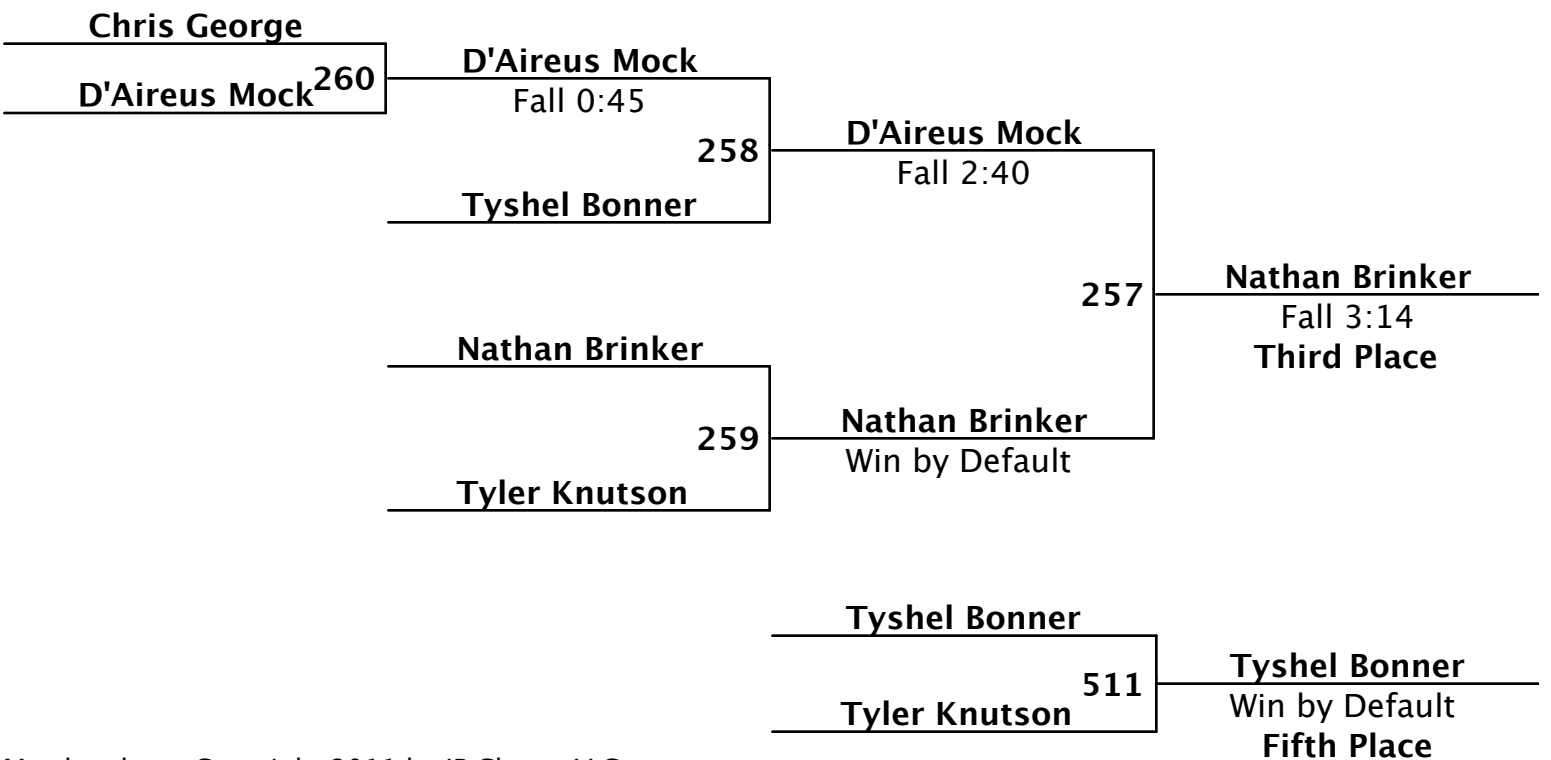 Chris George
D'Aireus Mock
260
D'Aireus Mock
Fall 0:45
258
Tyshel Bonner
D'Aireus Mock
Fall 2:40
Nathan Brinker
259
Tyler Knutson
Nathan Brinker
Win by Default
257
Nathan Brinker
Fall 3:14
Third Place
Tyshel Bonner
511
Tyler Knutson
Tyshel Bonner
Win by Default
Fifth Place